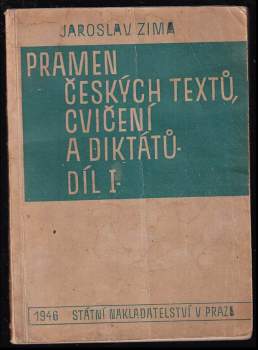 JAROSLAV ZIMA
PRAMEN
ČESKÝCH TEXTŮ,
CVIČENÍ
A DIKTÁTŮ-
DÍL I-
1946 STÁTNÍ NAKLADATELSTVÍ V PRAZE